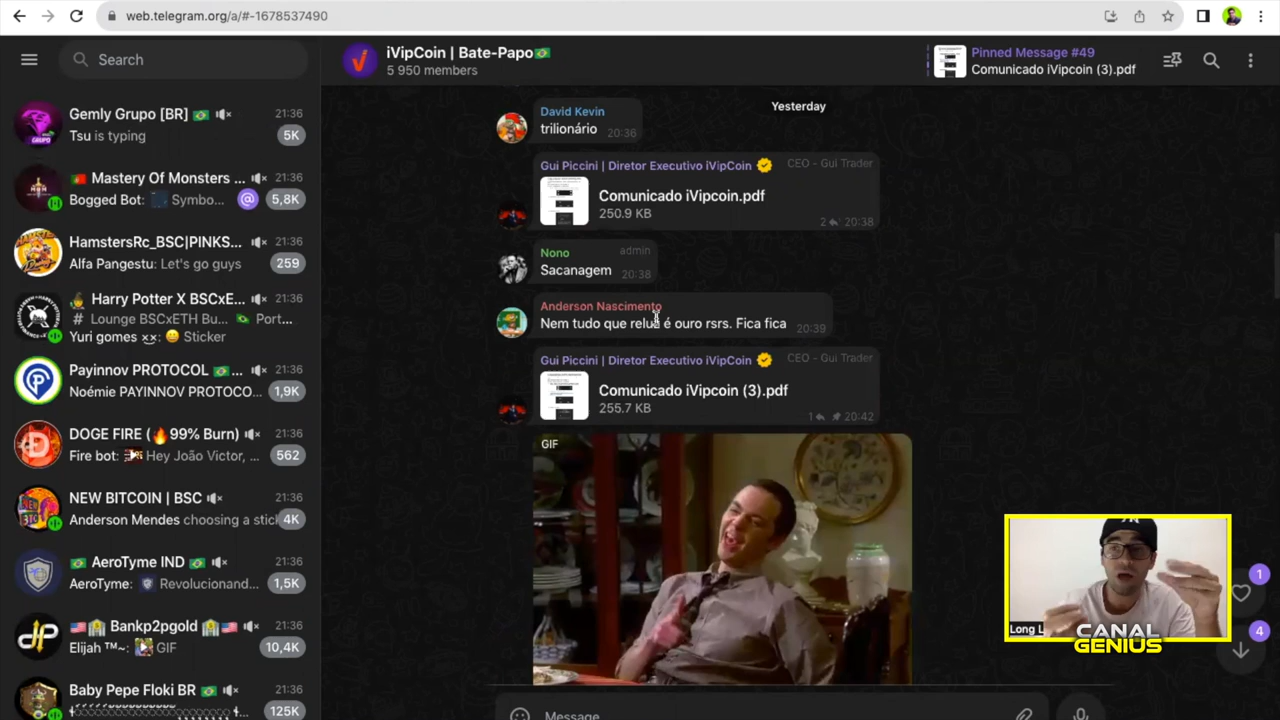 web.telegram.org/a/#-1678537490
Search
iVipCoin | Bate-Papo🇧🇷
5 950 members
Pinned Message #49
Comunicado iVipcoin (3).pdf
Gemly Grupo [BR] 🇧🇷
21:36
Tsu is typing
5K
🇵🇹 Mastery Of Monsters ...
21:36
Bogged Bot: Symbo...
@
5,8K
HamstersRc_BSC|PINKS...
21:36
Alfa Pangestu: Let's go guys
259
Harry Potter X BSCxE...
21:36
# Lounge BSCxETH Bu... 🇧🇷 Port...
Yuri gomes: 😀 Sticker
Payinnov PROTOCOL 🇧🇷...
21:36
Noémie PAYINNOV PROTOCO...
1,9K
DOGE FIRE (🔥99% Burn)
21:36
Fire bot: Hey João Victor, ...
562
NEW BITCOIN | BSC
21:36
Anderson Mendes choosing a stic
4K
🇧🇷 AeroTyme IND 🇧🇷
21:36
AeroTyme: Revolucionand...
1,5K
🇺🇸 Bankp2pgold 🇺🇸
21:36
Elijah ™~: GIF
10,4K
Baby Pepe Floki BR 🇧🇷
21:36
125K
Yesterday
David Kevin
trilionário 20:36
Gui Piccini | Diretor Executivo iVipCoin
CEO - Gui Trader
Comunicado iVipcoin.pdf
250.9 KB
2 20:38
Nono
admin
Sacanagem 20:38
Anderson Nascimento
Nem tudo que reluz é ouro rsrs. Fica fica 20:39
Gui Piccini | Diretor Executivo iVipCoin
CEO - Gui Trader
Comunicado iVipcoin (3).pdf
255.7 KB
1 20:42
GIF
Long L
CANAL
GENIUS
1
4
Message